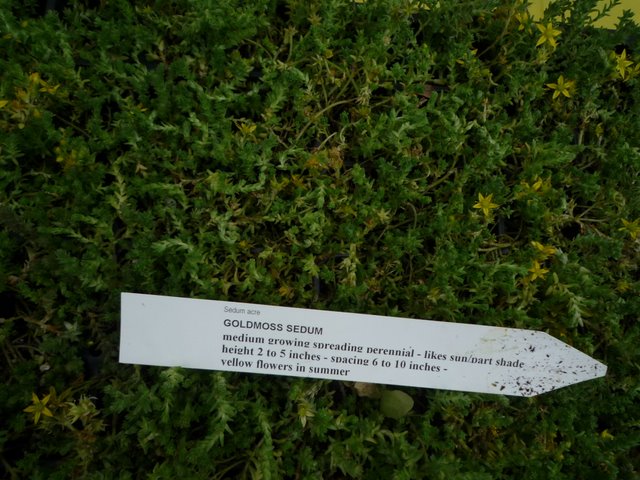 Sedum acre
GOLDMOSS SEDUM
medium growing spreading perennial - likes sun/part shade
height 2 to 5 inches - spacing 6 to 10 inches -
yellow flowers in summer